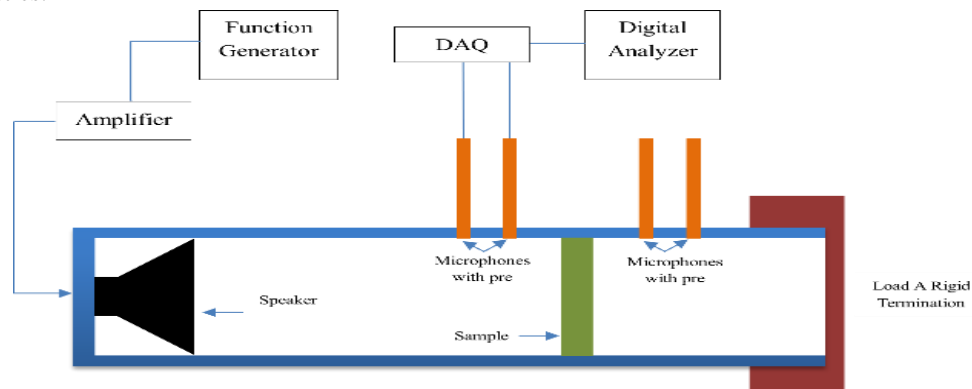 Function
Generator
DAQ
Digital
Analyzer
Amplifier
Microphones
with pre
Microphones
with pre
Speaker
Load A Rigid
Termination
Sample